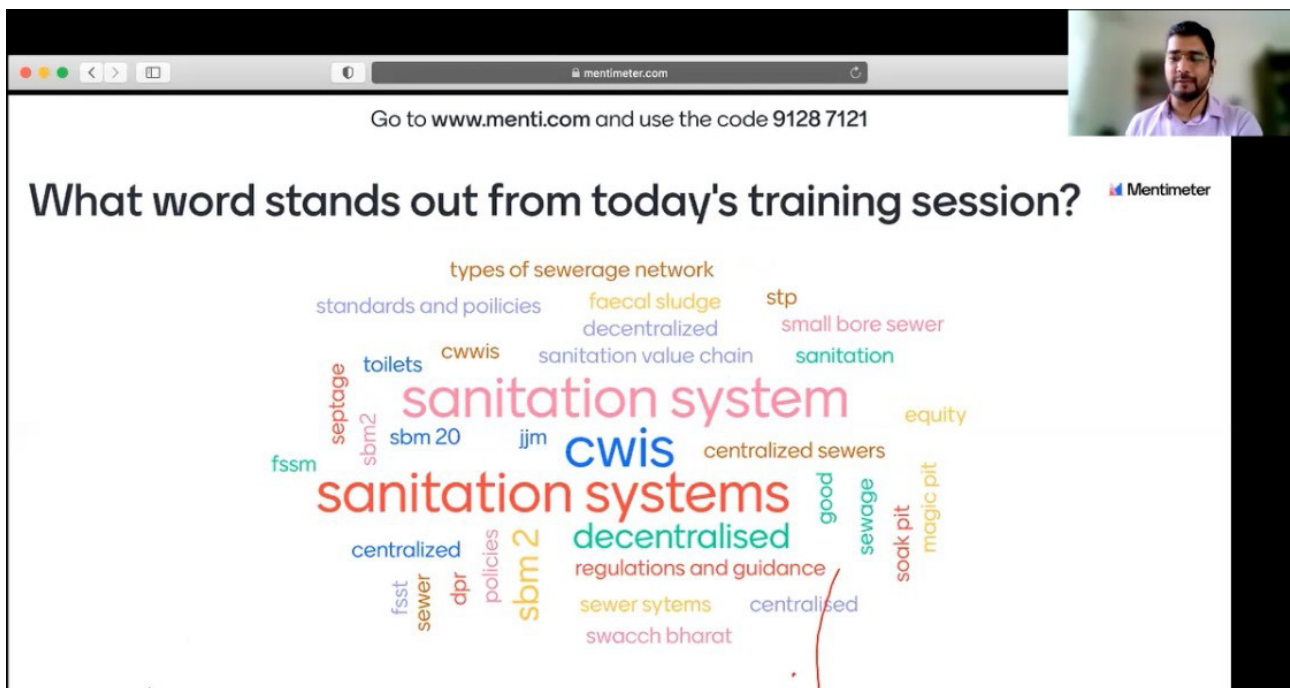 mentimeter.com
Go to www.menti.com and use the code 9128 7121
What word stands out from today's training session?
Mentimeter
types of sewerage network
standards and poilicies
faecal sludge
stp
decentralized
small bore sewer
cwwis
sanitation value chain
sanitation
toilets
septage
sanitation system
equity
sbm2
sbm 20
jjm
cwis
centralized sewers
fssm
sanitation systems
good
sewage
soak pit
magic pit
decentralised
centralized
policies
sbm 2
regulations and guidance
fsst
sewer
dpr
sewer sytems
centralised
swacch bharat